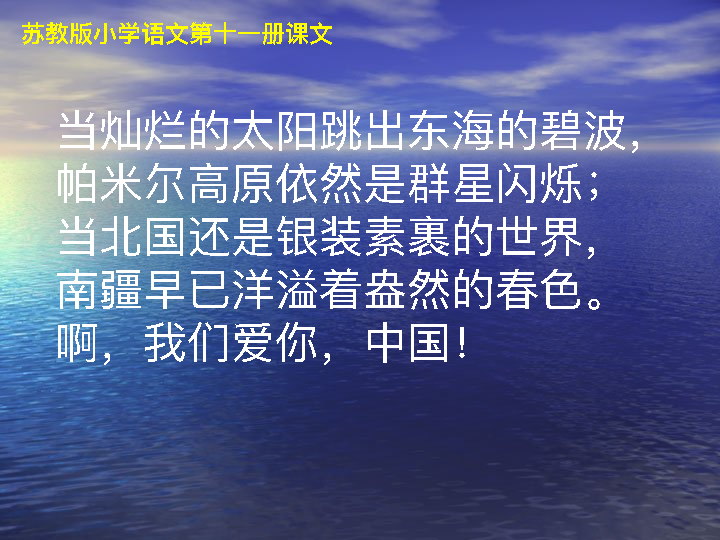 苏教版小学语文第十一册课文
当灿烂的太阳跳出东海的碧波，
帕米尔高原依然是群星闪烁；
当北国还是银装素裹的世界，
南疆早已洋溢着盎然的春色。
啊，我们爱你，中国！